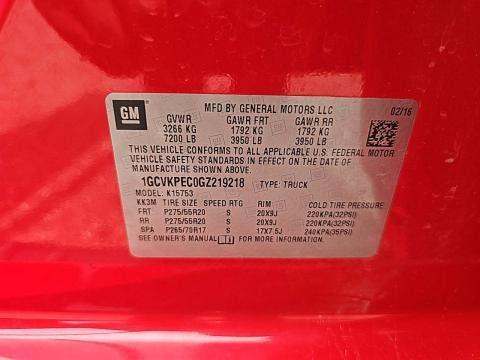 GM
MFD BY GENERAL MOTORS LLC 02/16
GVWR GAWR FRT GAWR RR
3266 KG 1792 KG 1792 KG
7200 LB 3950 LB 3950 LB
THIS VEHICLE CONFORMS TO ALL APPLICABLE U.S. FEDERAL MOTOR
VEHICLE SAFETY STANDARDS IN EFFECT ON THE DATE OF
MANUFACTURE SHOWN ABOVE.
1GCVKPEC0GZ219218 TYPE: TRUCK
MODEL: K15753
KK3M TIRE SIZE SPEED RTG RIM COLD TIRE PRESSURE
FRT P275/55R20 S 20X9J 220KPA(32PSI)
RR P275/55R20 S 20X9J 220KPA(32PSI)
SPA P265/70R17 S 17X7.5J 240KPA(35PSI)
SEE OWNER'S MANUAL